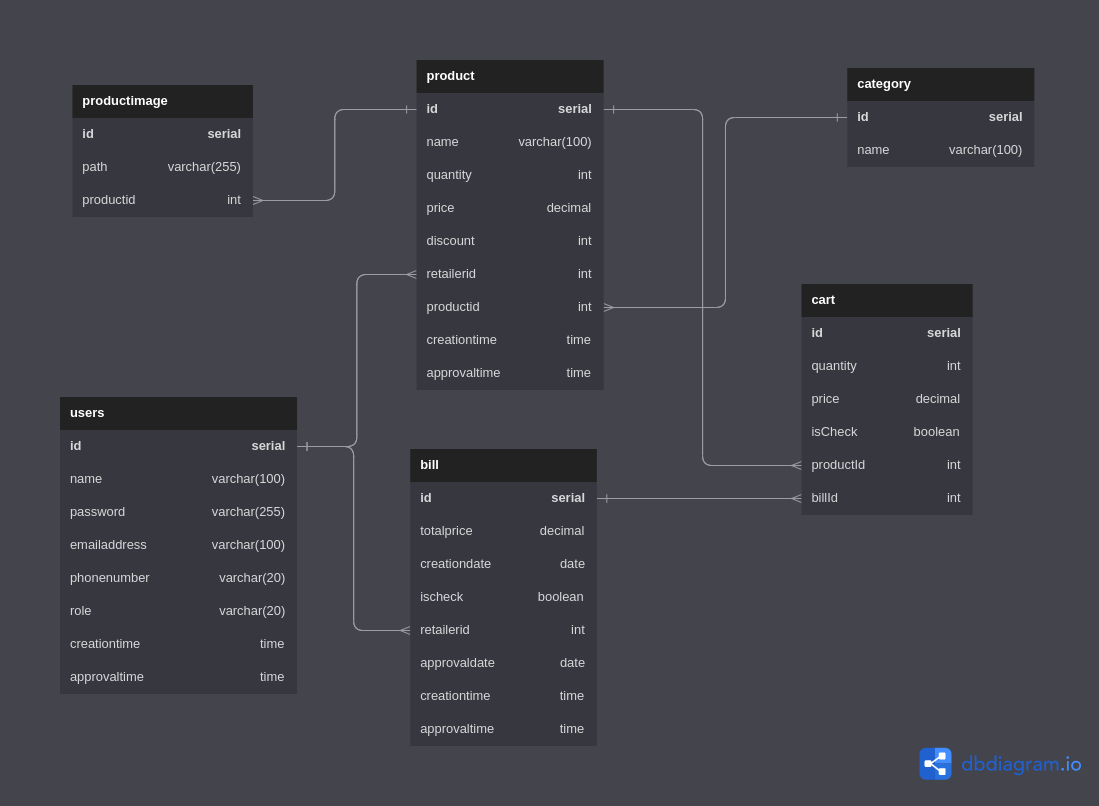 productimage
id serial
path varchar(255)
productid int
product
id serial
name varchar(100)
quantity int
price decimal
discount int
retailerid int
productid int
creationtime time
approvaltime time
category
id serial
name varchar(100)
cart
id serial
quantity int
price decimal
isCheck boolean
productId int
billId int
users
id serial
name varchar(100)
password varchar(255)
emailaddress varchar(100)
phonenumber varchar(20)
role varchar(20)
creationtime time
approvaltime time
bill
id serial
totalprice decimal
creationdate date
ischeck boolean
retailerid int
approvaldate date
creationtime time
approvaltime time
dbdiagram.io